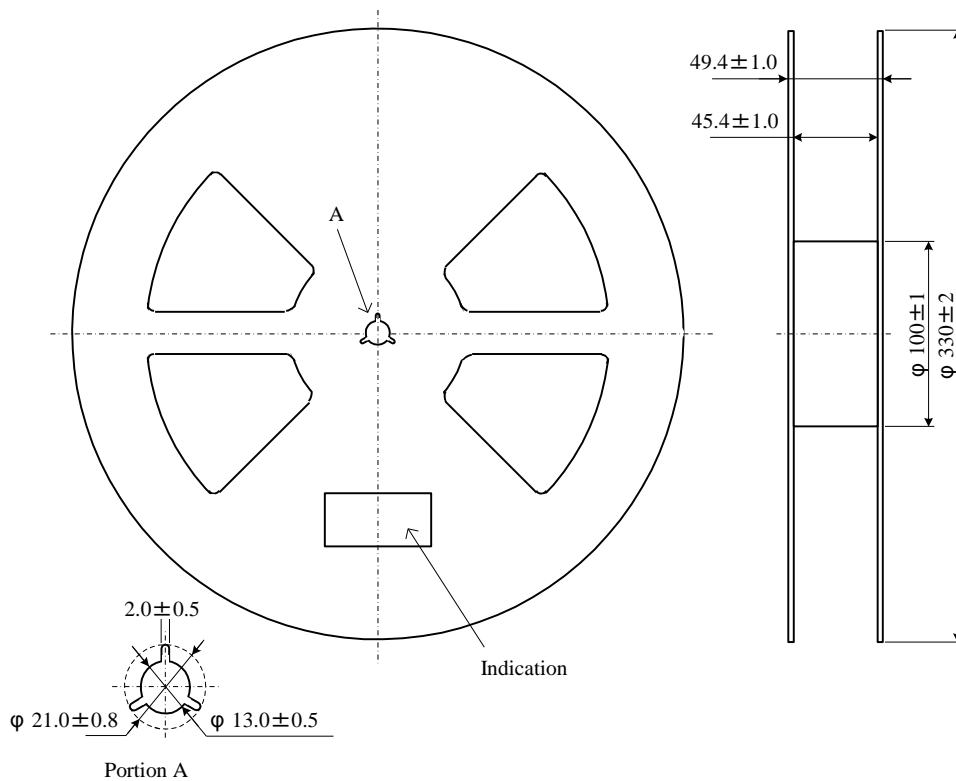 49.4±1.0
45.4±1.0
A
φ 100±1
φ 330±2
2.0±0.5
Indication
φ 21.0±0.8
φ 13.0±0.5
Portion A